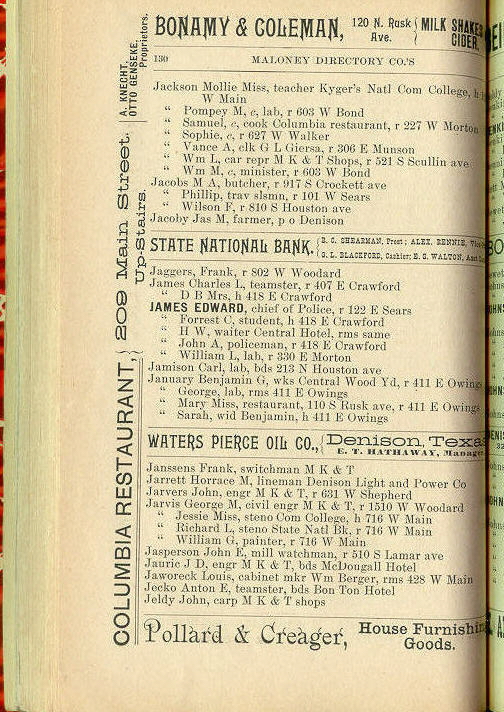 BONAMY & COLEMAN, 120 N. Rusk Ave. { MILK SHAKE CIDER,
130 MALONEY DIRECTORY CO.'S
Jackson Mollie Miss, teacher Kyger's Natl Com College, h
W Main
" Pompey M, c, lab, r 603 W Bond
" Samuel, c, cook Columbia restaurant, r 227 W Morton
" Sophie, c, r 627 W Walker
" Vance A, clk G L Giersa, r 306 E Munson
" Wm L, car repr M K & T Shops, r 521 S Scullin ave
" Wm M, c, minister, r 603 W Bond
Jacobs M A, butcher, r 917 S Crockett ave
" Phillip, trav slsmn, r 101 W Sears
" Wilson F, r 810 S Houston ave
Jacoby Jas M, farmer, p o Denison
STATE NATIONAL BANK. { E. C. SHEARMAN, Prest; ALEX. RENNIE, Vice
G. L. BLACKFORD, Cashier; E. S. WALTON, Asst
Jaggers, Frank, r 802 W Woodard
James Charles L, teamster, r 407 E Crawford
" D B Mrs, h 418 E Crawford
JAMES EDWARD, chief of Police, r 122 E Sears
" Forrest C, student, h 418 E Crawford
" H W, waiter Central Hotel, rms same
" John A, policeman, r 418 E Crawford
" William L, lab, r 330 E Morton
Jamison Carl, lab, bds 213 N Houston ave
January Benjamin G, wks Central Wood Yd, r 411 E Owings
" George, lab, rms 411 E Owings
" Mary Miss, restaurant, 110 S Rusk ave, r 411 E Owings
" Sarah, wid Benjamin, h 411 E Owings
WATERS PIERCE OIL CO., { Denison, Texas
E. T. HATHAWAY, Manager
Janssens Frank, switchman M K & T
Jarrett Horrace M, lineman Denison Light and Power Co
Jarvers John, engr M K & T, r 631 W Shepherd
Jarvis George M, civil engr M K & T, r 1510 W Woodard
" Jessie Miss, steno Com College, h 716 W Main
" Richard L, steno State Natl Bk, r 716 W Main
" William G, painter, r 716 W Main
Jasperson John E, mill watchman, r 510 S Lamar ave
Jauric J D, engr M K & T, bds McDougall Hotel
Jaworeck Louis, cabinet mkr Wm Berger, rms 428 W Main
Jecko Anton E, teamster, bds Bon Ton Hotel
Jeldy John, carp M K & T shops
Pollard & Creager, House Furnishing Goods.
COLUMBIA RESTAURANT, } 209 Main Street. Up-Stairs. } A. KNECHT, OTTO GENSEKE, Proprietors.